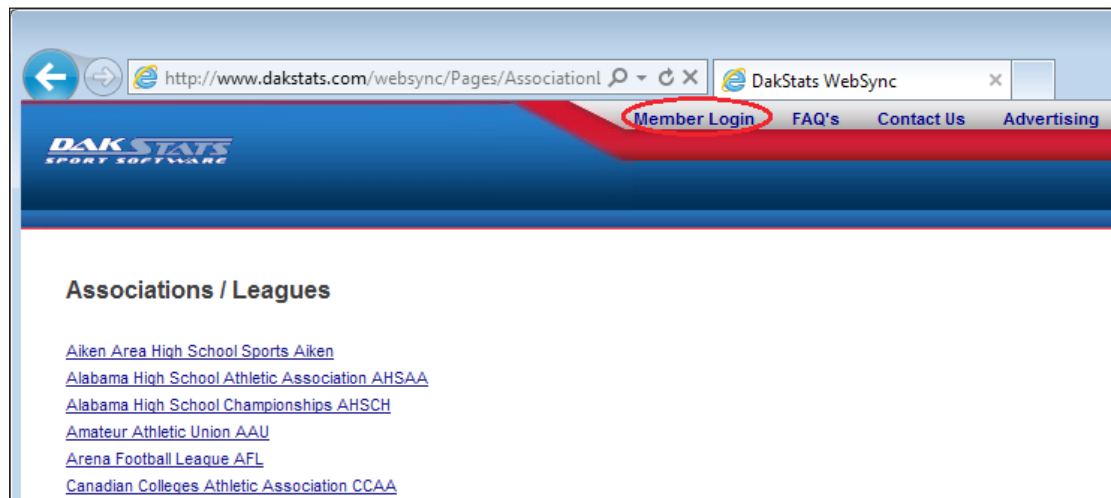 http://www.dakstats.com/websync/Pages/Associationl
DakStats WebSync
Member Login FAQ's Contact Us Advertising
DAK STATS
SPORT SOFTWARE
Associations / Leagues
Aiken Area High School Sports Aiken
Alabama High School Athletic Association AHSAA
Alabama High School Championships AHSCH
Amateur Athletic Union AAU
Arena Football League AFL
Canadian Colleges Athletic Association CCAA